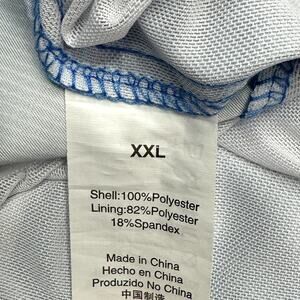 XXL
Shell:100%Polyester
Lining:82%Polyester
18%Spandex
Made in China
Hecho en China
Produzido No China
中国制造